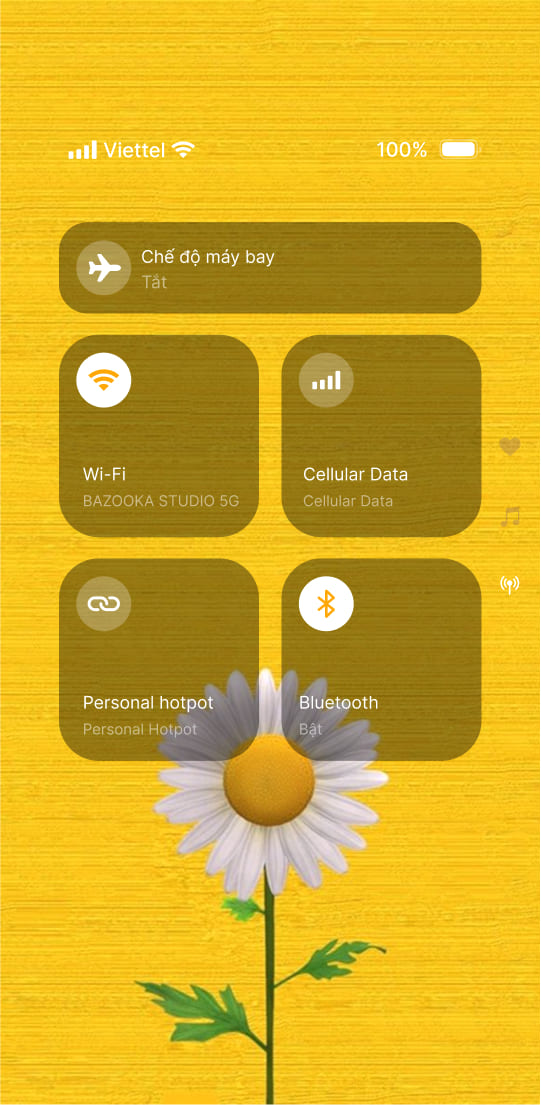 Viettel 100%
Chế độ máy bay
Tắt
Wi-Fi
BAZOOKA STUDIO 5G
Cellular Data
Cellular Data
Personal hotpot
Personal Hotpot
Bluetooth
Bật